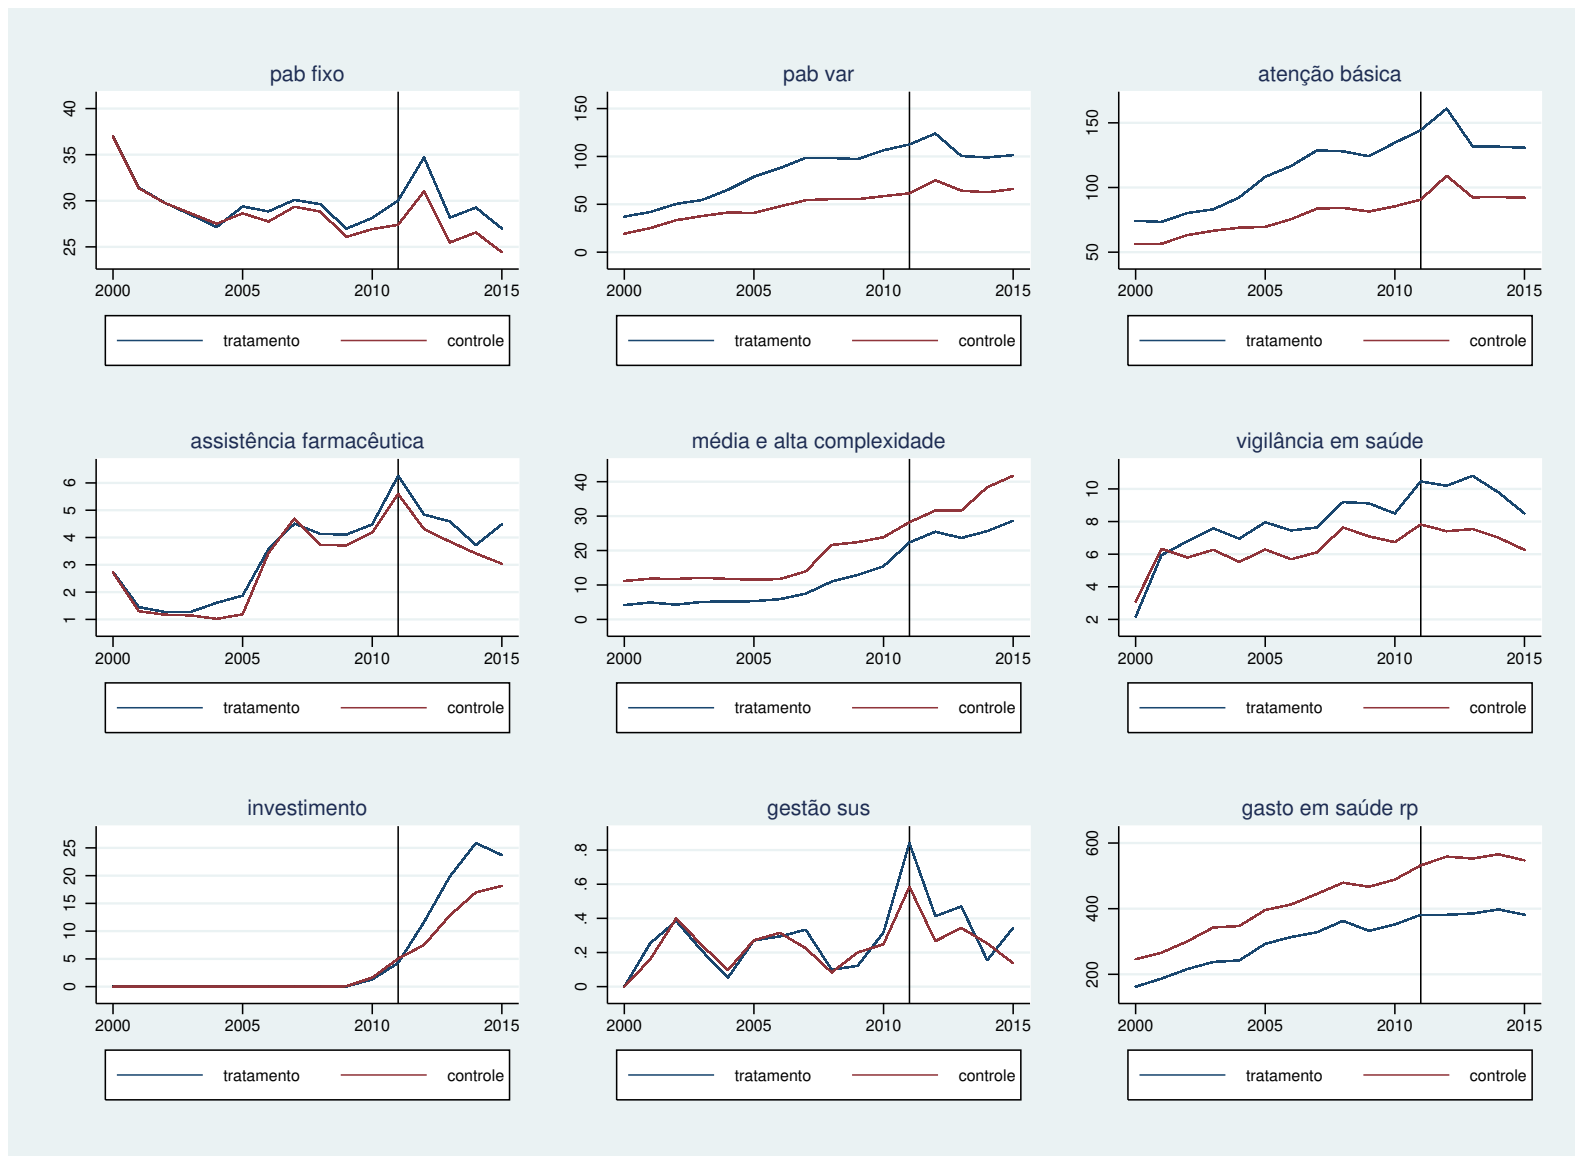 pab fixo
40
35
30
25
2000 2005 2010 2015
tratamento controle
pab var
150
100
50
0
2000 2005 2010 2015
tratamento controle
atenção básica
150
100
50
2000 2005 2010 2015
tratamento controle
assistência farmacêutica
6
5
4
3
2
1
2000 2005 2010 2015
tratamento controle
média e alta complexidade
40
30
20
10
0
2000 2005 2010 2015
tratamento controle
vigilância em saúde
10
8
6
4
2
2000 2005 2010 2015
tratamento controle
investimento
25
20
15
10
5
0
2000 2005 2010 2015
tratamento controle
gestão sus
.8
.6
.4
.2
0
2000 2005 2010 2015
tratamento controle
gasto em saúde rp
600
400
200
2000 2005 2010 2015
tratamento controle